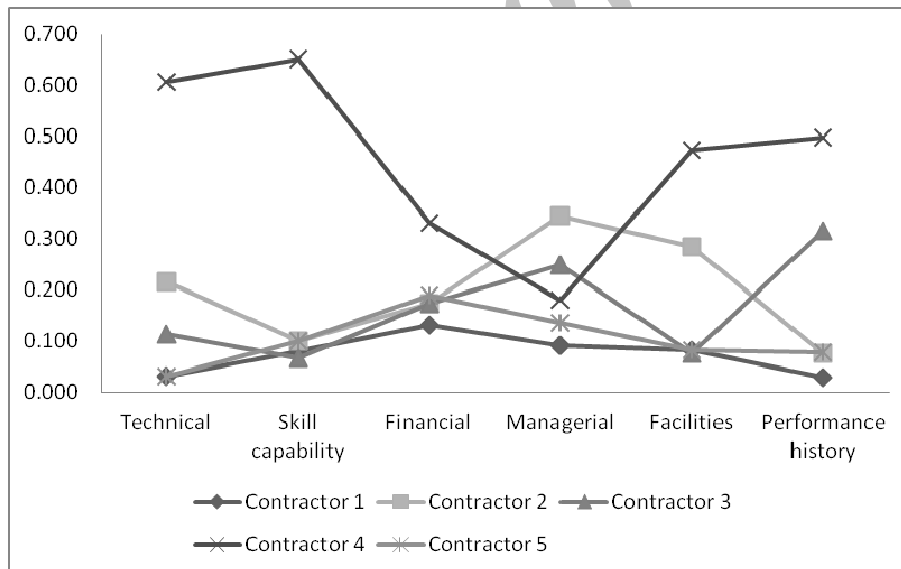 0.700
0.600
0.500
0.400
0.300
0.200
0.100
0.000
Technical
Skill
capability
Financial
Managerial
Facilities
Performance
history
Contractor 1
Contractor 2
Contractor 3
Contractor 4
Contractor 5